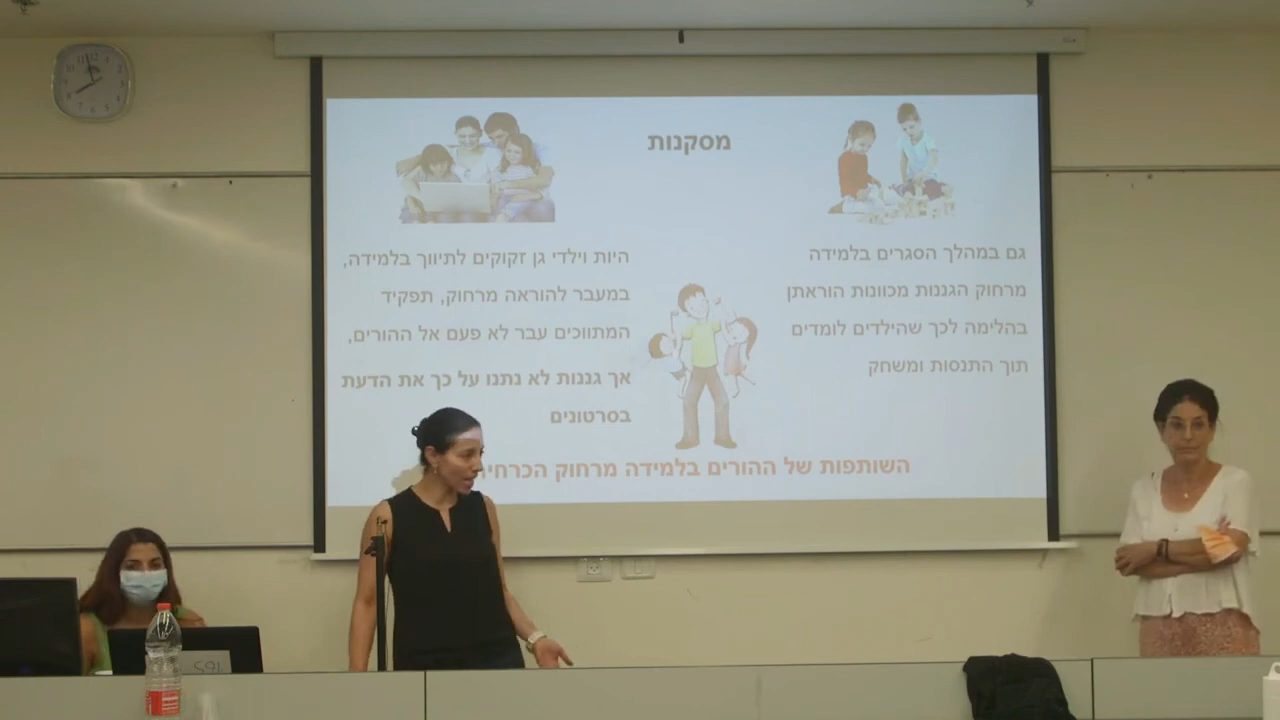 מסקנות
גם במהלך הסגרים בלמידה
מרחוק הגננות מכוונות הוראתן
בהלימה לכך שהילדים לומדים
תוך התנסות ומשחק
היות וילדי גן זקוקים לתיווך בלמידה,
במעבר להוראה מרחוק, תפקיד
המתווכים עבר לא פעם אל ההורים,
אך גננות לא נתנו על כך את הדעת
בסרטונים
השותפות של ההורים בלמידה מרחוק